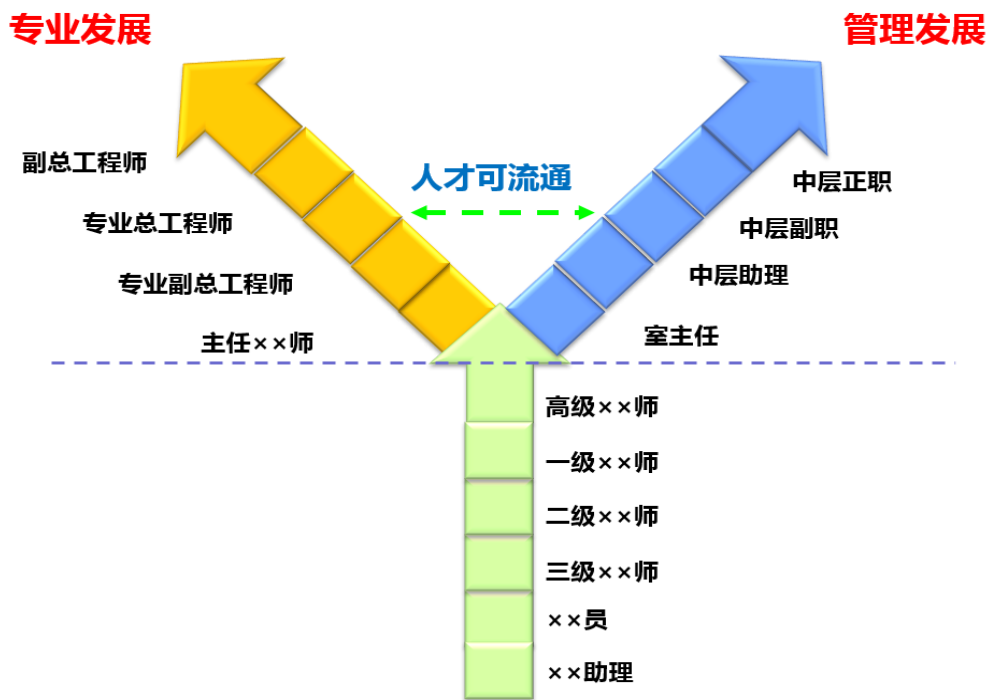 专业发展
管理发展
副总工程师
人才可流通
中层正职
专业总工程师
中层副职
专业副总工程师
中层助理
主任××师
室主任
高级××师
一级××师
二级××师
三级××师
××员
××助理